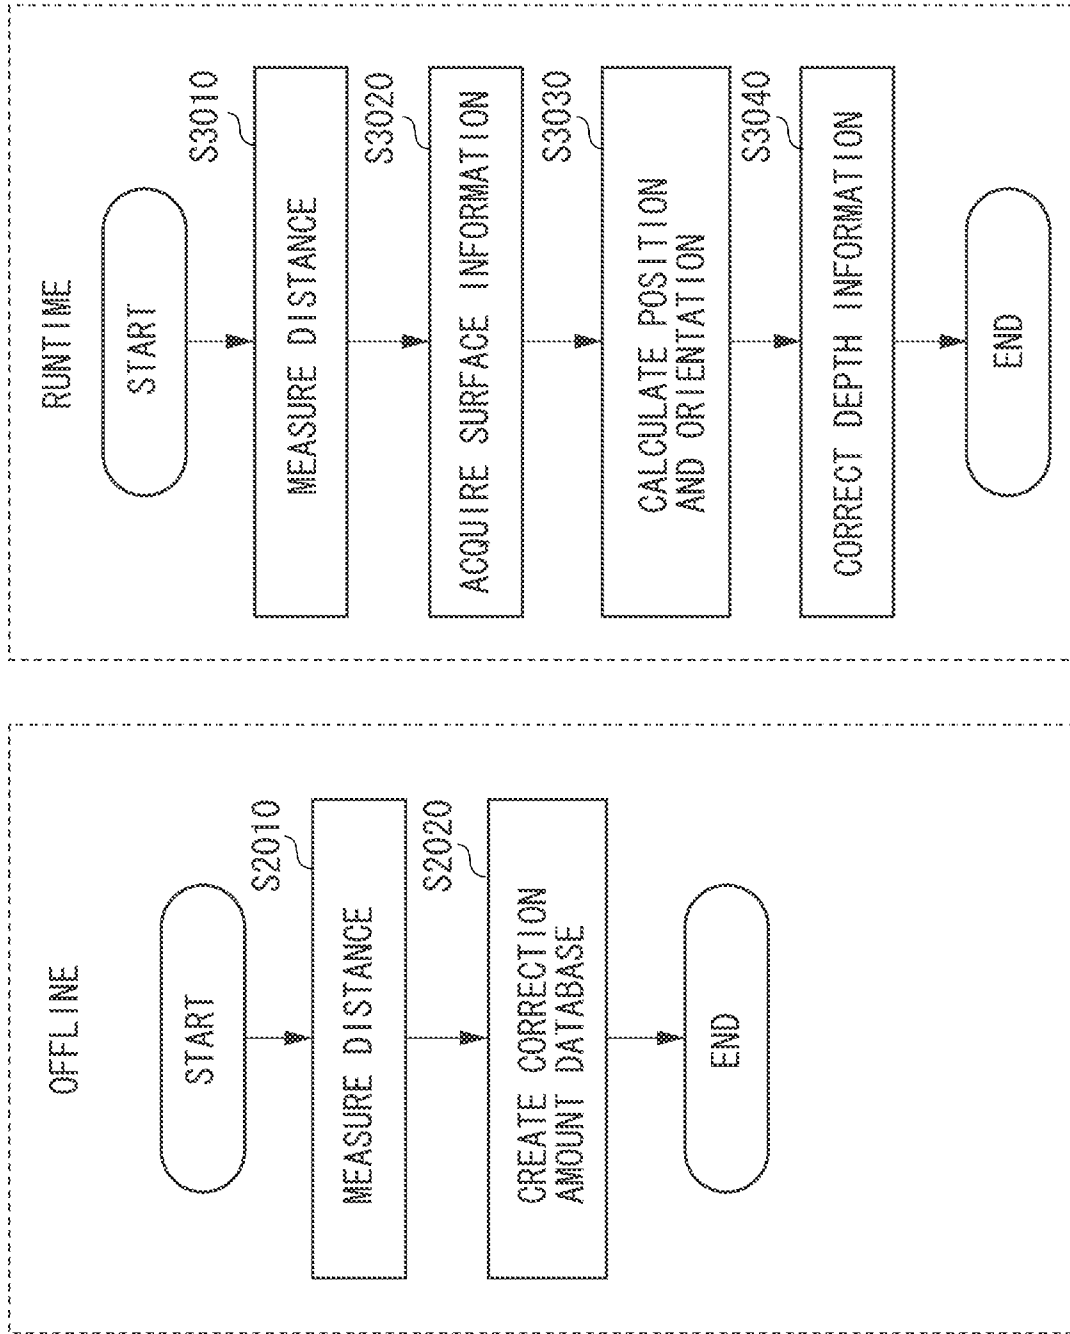 OFFLINE
START
S2010
MEASURE DISTANCE
S2020
CREATE CORRECTION
AMOUNT DATABASE
END
RUNTIME
START
S3010
MEASURE DISTANCE
S3020
ACQUIRE SURFACE INFORMATION
S3030
CALCULATE POSITION
AND ORIENTATION
S3040
CORRECT DEPTH INFORMATION
END